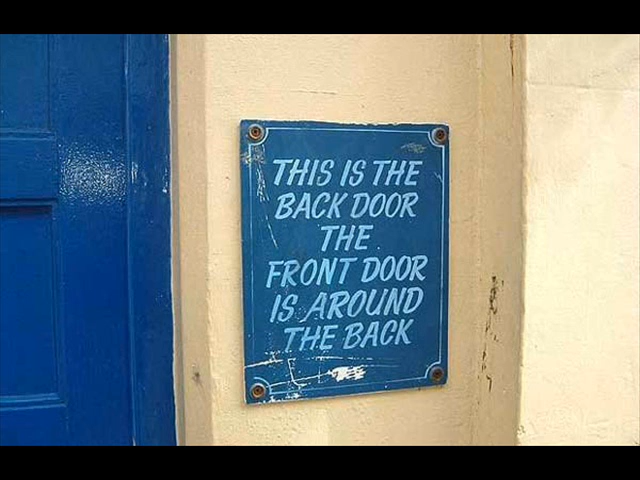 THIS IS THE
BACK DOOR
THE
FRONT DOOR
IS AROUND
THE BACK